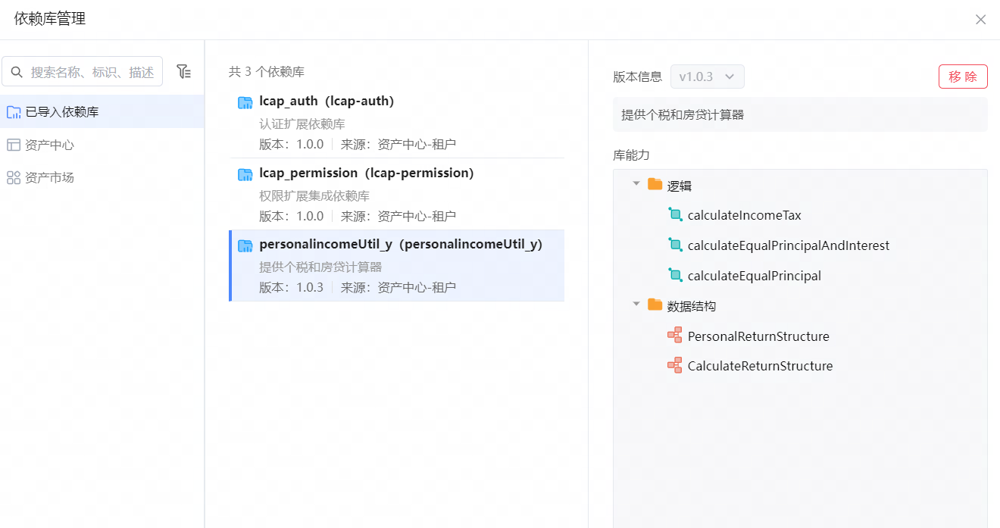 依赖库管理
搜索名称、标识、描述
已导入依赖库
资产中心
资产市场
共 3 个依赖库
lcap_auth（lcap-auth）
认证扩展依赖库
版本：1.0.0 来源：资产中心-租户
lcap_permission（lcap-permission）
权限扩展集成依赖库
版本：1.0.0 来源：资产中心-租户
personalincomeUtil_y（personalincomeUtil_y）
提供个税和房贷计算器
版本：1.0.3 来源：资产中心-租户
版本信息 v1.0.3 移 除
提供个税和房贷计算器
库能力
逻辑
calculateIncomeTax
calculateEqualPrincipalAndInterest
calculateEqualPrincipal
数据结构
PersonalReturnStructure
CalculateReturnStructure